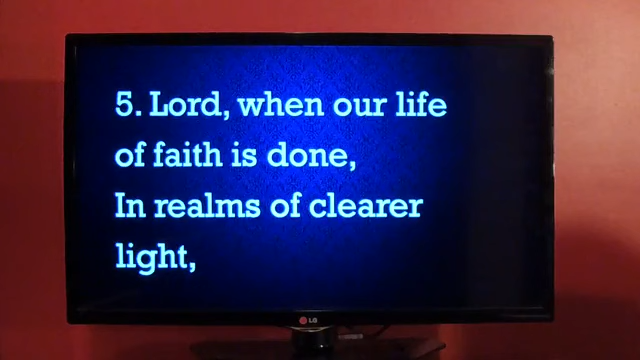 5. Lord, when our life
of faith is done,
In realms of clearer
light,
LG